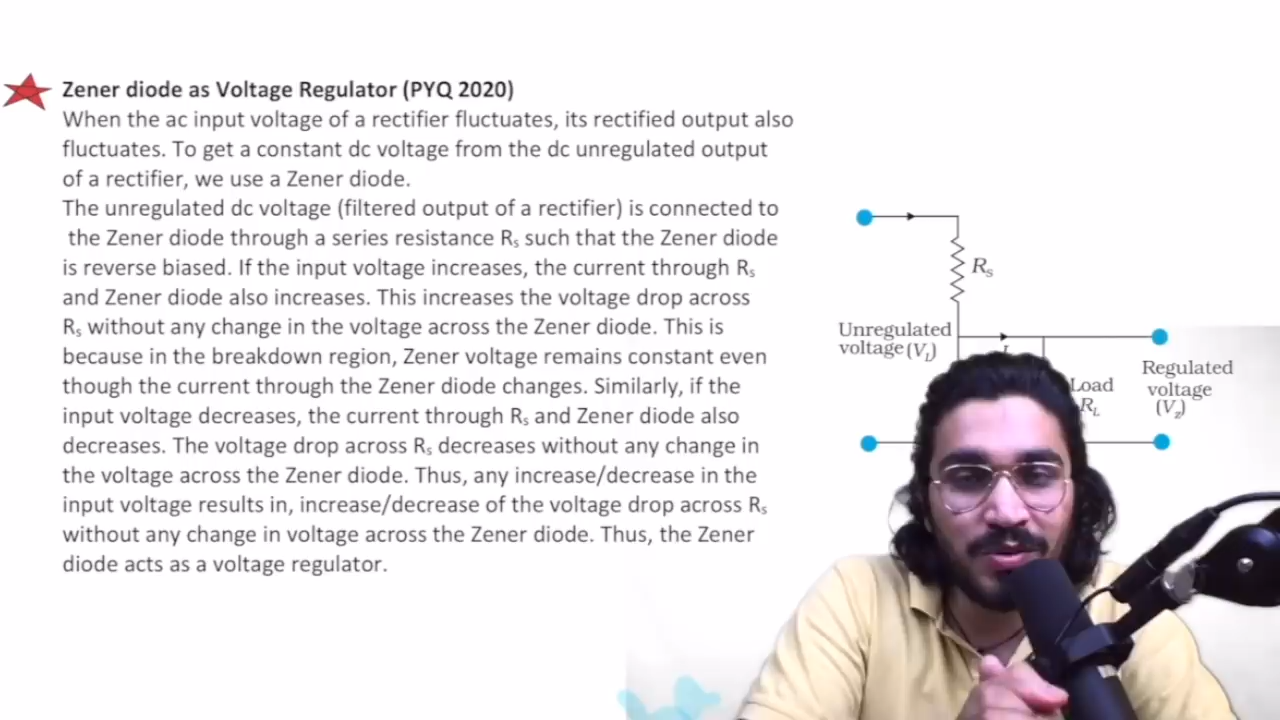 Zener diode as Voltage Regulator (PYQ 2020)
When the ac input voltage of a rectifier fluctuates, its rectified output also
fluctuates. To get a constant dc voltage from the dc unregulated output
of a rectifier, we use a Zener diode.
The unregulated dc voltage (filtered output of a rectifier) is connected to
the Zener diode through a series resistance Rs such that the Zener diode
is reverse biased. If the input voltage increases, the current through Rs
and Zener diode also increases. This increases the voltage drop across
Rs without any change in the voltage across the Zener diode. This is
because in the breakdown region, Zener voltage remains constant even
though the current through the Zener diode changes. Similarly, if the
input voltage decreases, the current through Rs and Zener diode also
decreases. The voltage drop across Rs decreases without any change in
the voltage across the Zener diode. Thus, any increase/decrease in the
input voltage results in, increase/decrease of the voltage drop across Rs
without any change in voltage across the Zener diode. Thus, the Zener
diode acts as a voltage regulator.
Rs
Unregulated
voltage (VL)
Load
RL
Regulated
voltage
(Vz)